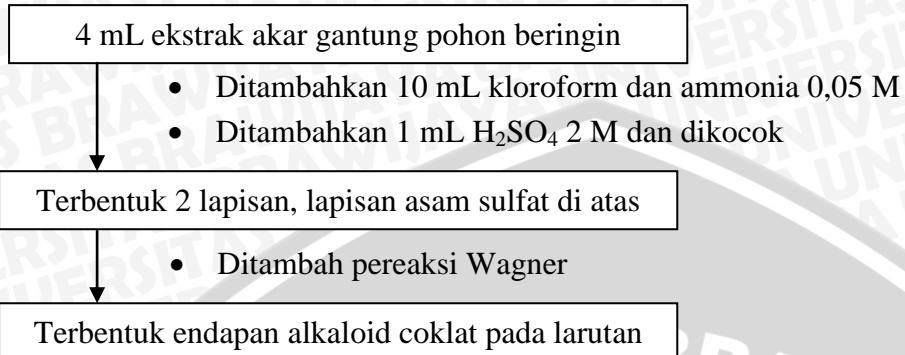 4 mL ekstrak akar gantung pohon beringin
• Ditambahkan 10 mL kloroform dan ammonia 0,05 M
• Ditambahkan 1 mL H₂SO₄ 2 M dan dikocok
Terbentuk 2 lapisan, lapisan asam sulfat di atas
• Ditambah pereaksi Wagner
Terbentuk endapan alkaloid coklat pada larutan